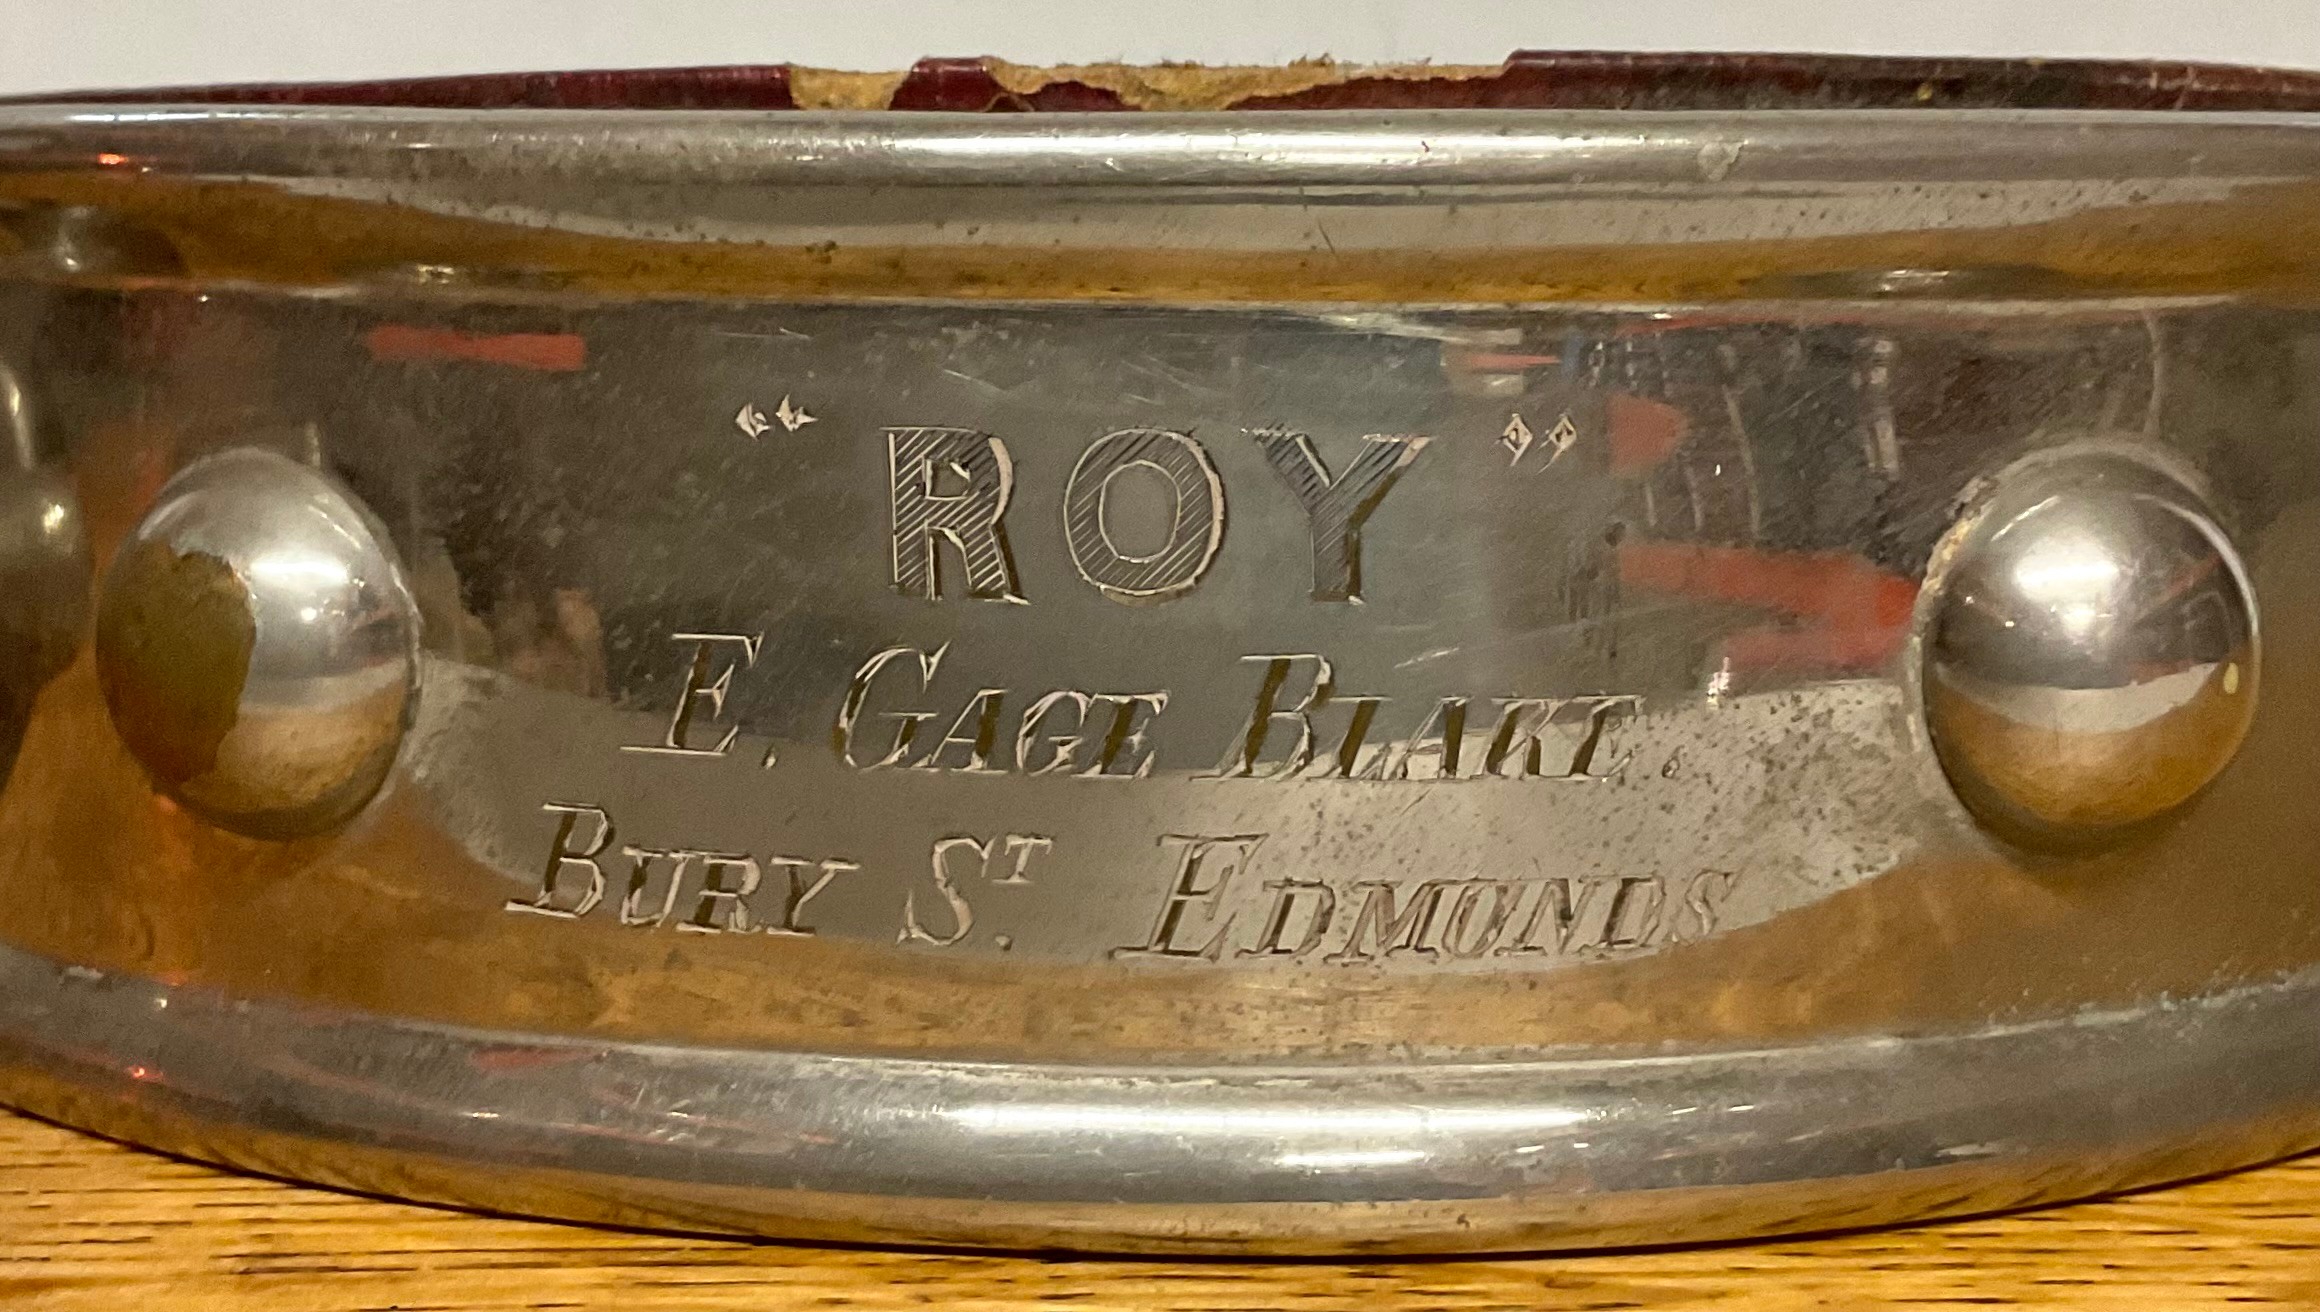 “ROY”
E. GAGE BLAKE.
BURY ST. EDMONDS